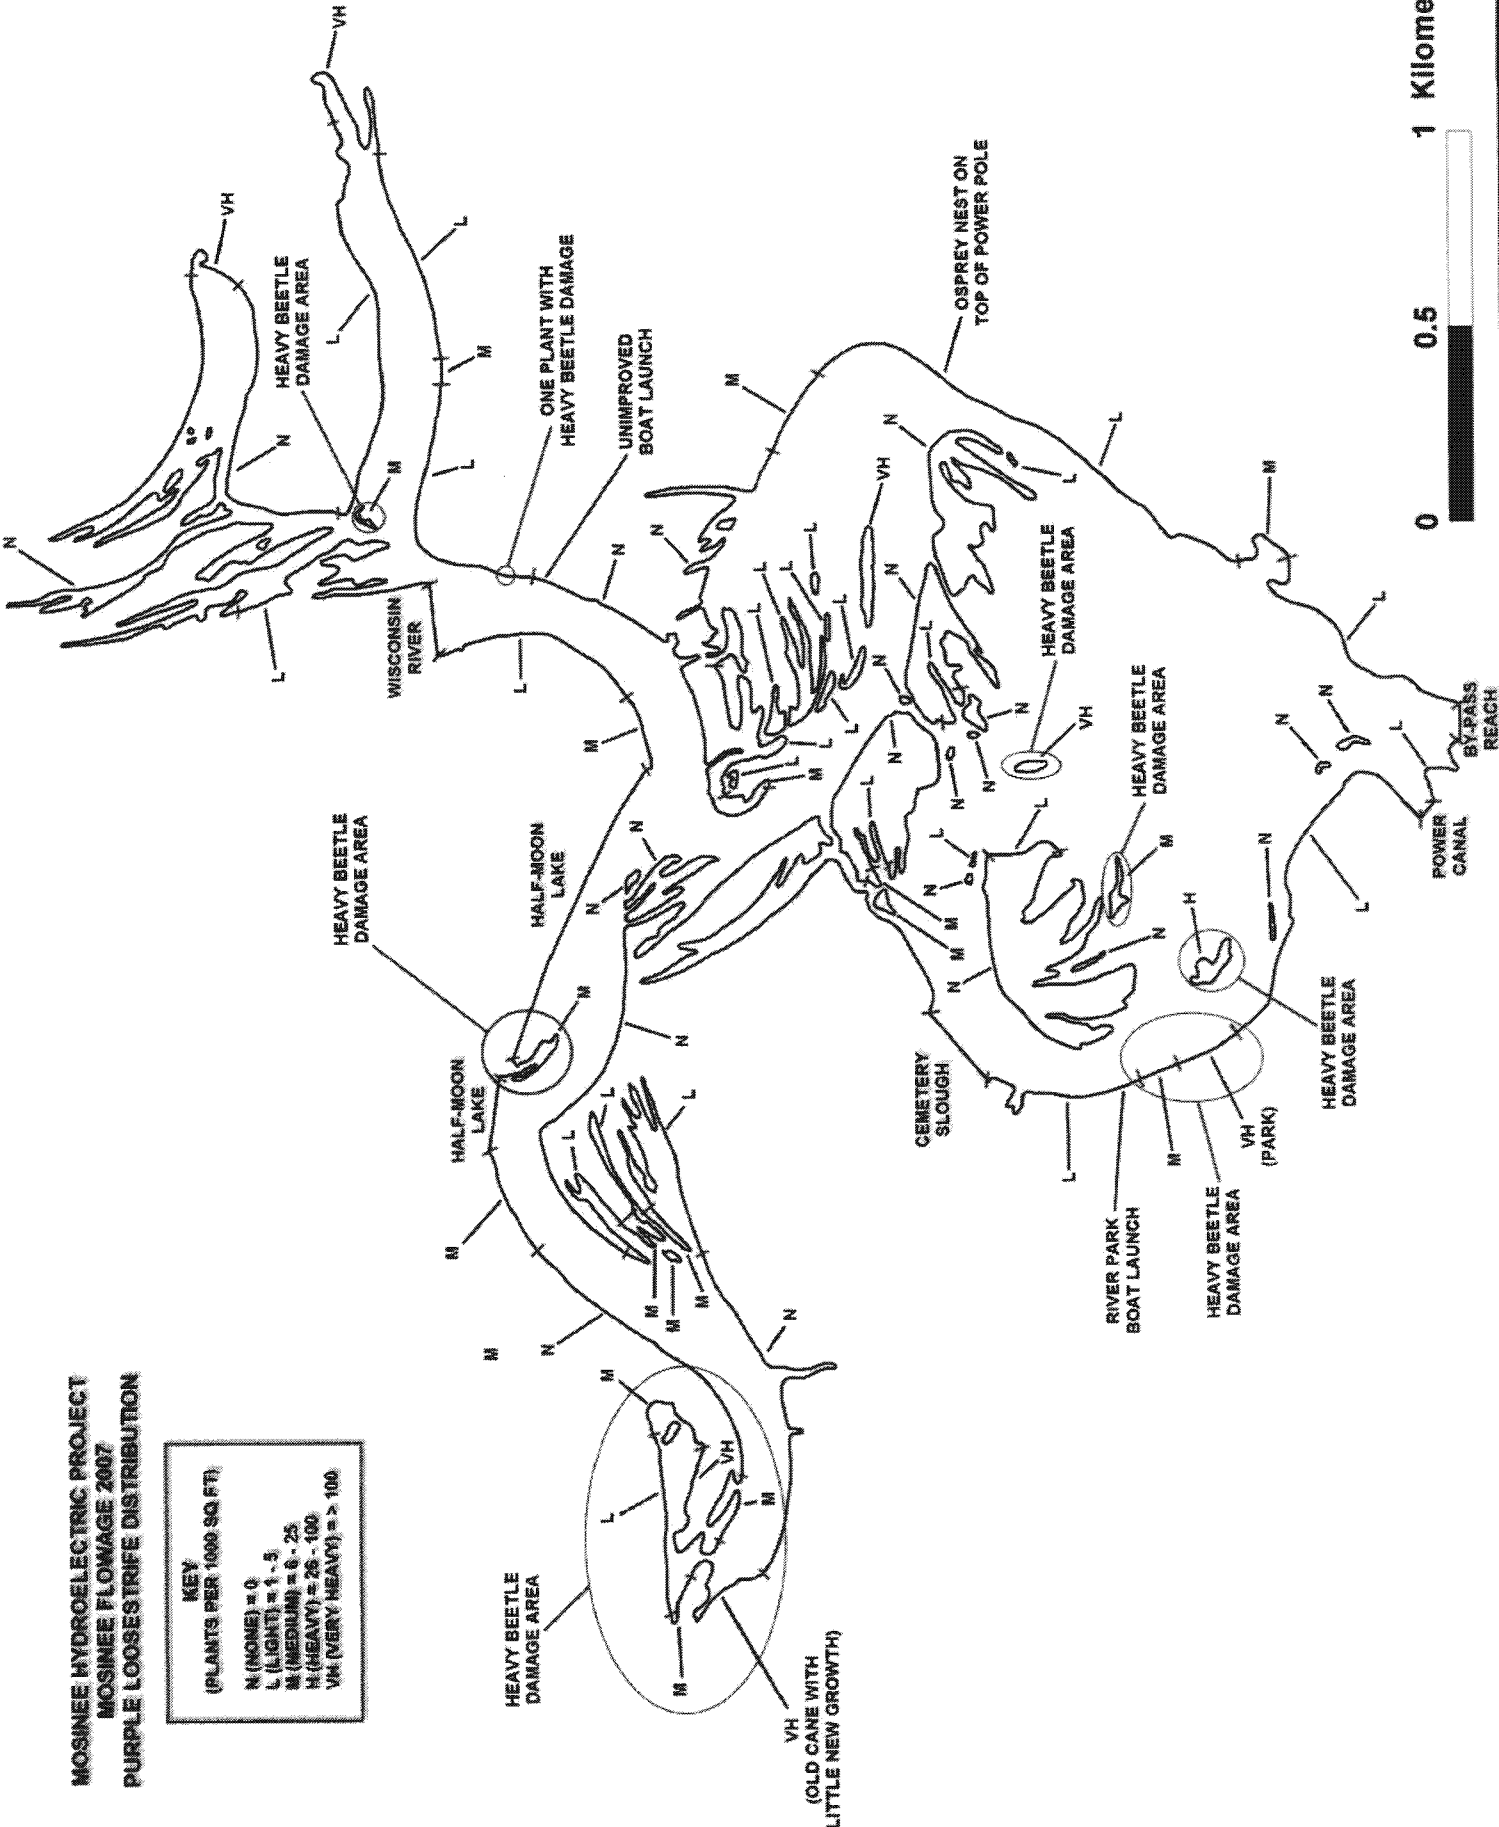 MOSINEE HYDROELECTRIC PROJECT
MOSINEE FLOWAGE 2007
PURPLE LOOSESTRIFE DISTRIBUTION
KEY
(PLANTS PER 1000 SQ FT)
N (NONE) = 0
L (LIGHT) = 1 - 5
M (MEDIUM) = 6 - 25
H (HEAVY) = 26 - 100
VH (VERY HEAVY) = > 100
HEAVY BEETLE
DAMAGE AREA
VH
(OLD CANE WITH
LITTLE NEW GROWTH)
M
L
M
VH
M
M
N
M
N
M
M
M
L
L
L
HALF-MOON
LAKE
M
N
HEAVY BEETLE
DAMAGE AREA
HALF-MOON
LAKE
N
N
M
L
WISCONSIN
RIVER
L
N
N
VH
HEAVY BEETLE
DAMAGE AREA
M
L
VH
L
M
L
ONE PLANT WITH
HEAVY BEETLE DAMAGE
UNIMPROVED
BOAT LAUNCH
N
N
M
OSPREY NEST ON
TOP OF POWER POLE
L
L
L
L
L
L
L
L
M
VH
N
N
L
L
N
N
N
N
N
L
M
M
HEAVY BEETLE
DAMAGE AREA
VH
L
N
L
N
CEMETERY
SLOUGH
HEAVY BEETLE
DAMAGE AREA
M
N
H
HEAVY BEETLE
DAMAGE AREA
L
RIVER PARK
BOAT LAUNCH
M
VH
(PARK)
HEAVY BEETLE
DAMAGE AREA
N
L
N
N
L
POWER
CANAL
BY-PASS
REACH
L
M
L
0
0.5
1
Kilome